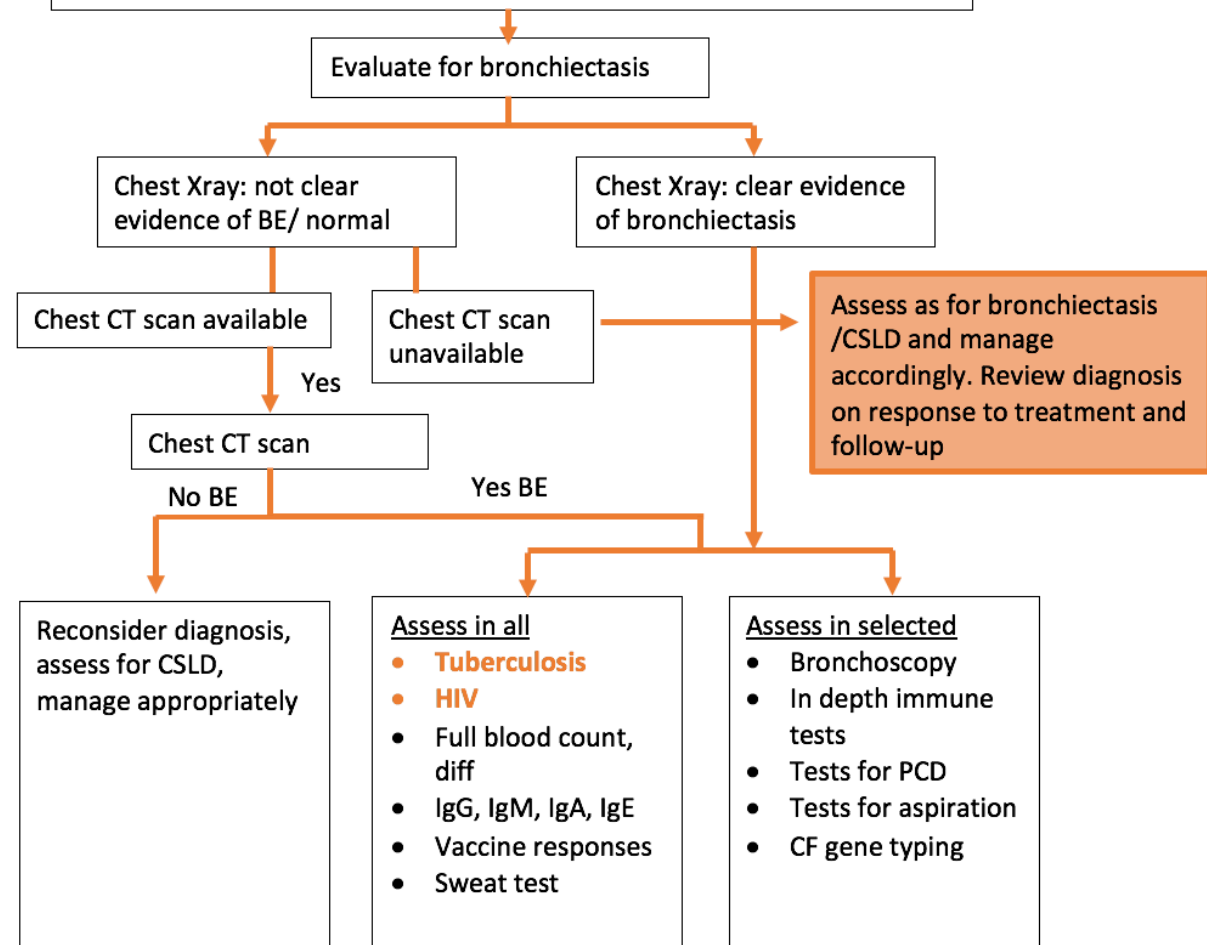 Evaluate for bronchiectasis
Chest Xray: not clear
evidence of BE/ normal
Chest Xray: clear evidence
of bronchiectasis
Chest CT scan available
Chest CT scan
unavailable
Assess as for bronchiectasis
/CSLD and manage
accordingly. Review diagnosis
on response to treatment and
follow-up
Yes
Chest CT scan
No BE
Yes BE
Reconsider diagnosis,
assess for CSLD,
manage appropriately
Assess in all
• Tuberculosis
• HIV
• Full blood count,
diff
• IgG, IgM, IgA, IgE
• Vaccine responses
• Sweat test
Assess in selected
• Bronchoscopy
• In depth immune
tests
• Tests for PCD
• Tests for aspiration
• CF gene typing